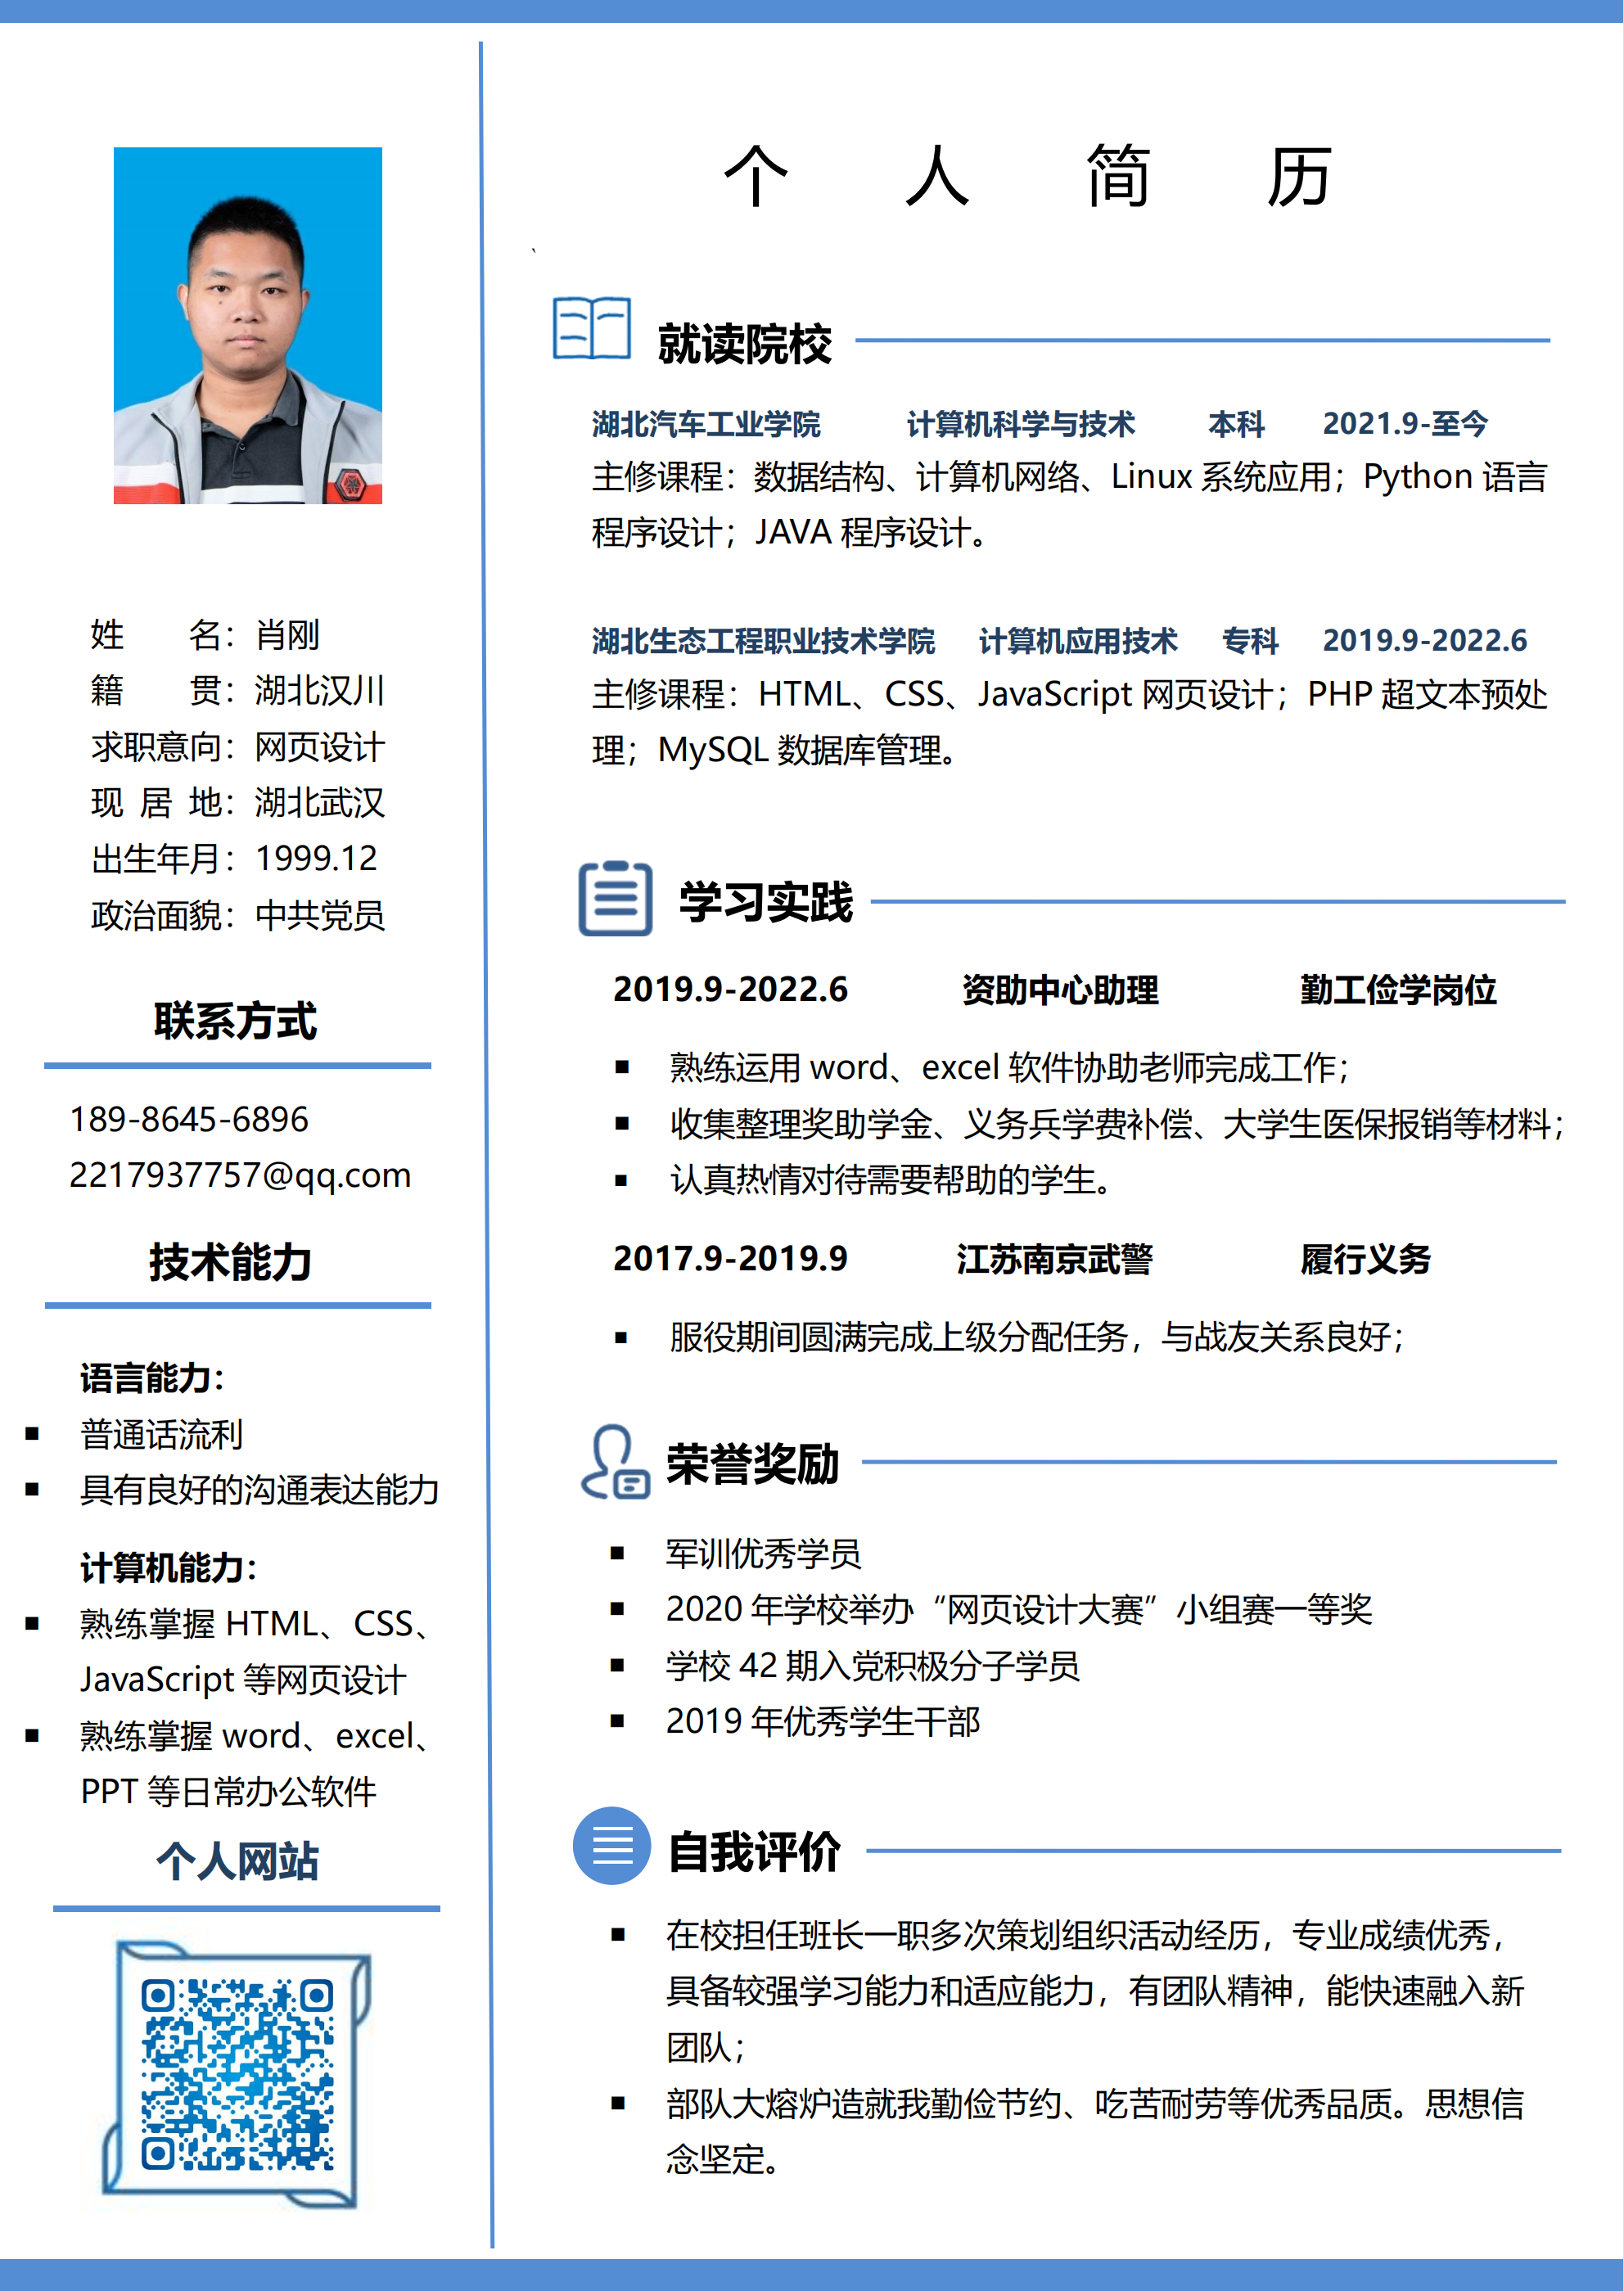 个 人 简 历
、
姓 名：肖刚
籍 贯：湖北汉川
求职意向：网页设计
现 居 地：湖北武汉
出生年月：1999.12
政治面貌：中共党员
联系方式
189-8645-6896
2217937757@qq.com
技术能力
语言能力：
■ 普通话流利
■ 具有良好的沟通表达能力
计算机能力：
■ 熟练掌握 HTML、CSS、
JavaScript 等网页设计
■ 熟练掌握 word、excel、
PPT 等日常办公软件
个人网站
就读院校
湖北汽车工业学院 计算机科学与技术 本科 2021.9-至今
主修课程：数据结构、计算机网络、Linux 系统应用；Python 语言
程序设计；JAVA 程序设计。
湖北生态工程职业技术学院 计算机应用技术 专科 2019.9-2022.6
主修课程：HTML、CSS、JavaScript 网页设计；PHP 超文本预处
理；MySQL 数据库管理。
学习实践
2019.9-2022.6 资助中心助理 勤工俭学岗位
■ 熟练运用 word、excel 软件协助老师完成工作；
■ 收集整理奖助学金、义务兵学费补偿、大学生医保报销等材料；
■ 认真热情对待需要帮助的学生。
2017.9-2019.9 江苏南京武警 履行义务
■ 服役期间圆满完成上级分配任务，与战友关系良好；
荣誉奖励
■ 军训优秀学员
■ 2020 年学校举办“网页设计大赛”小组赛一等奖
■ 学校 42 期入党积极分子学员
■ 2019 年优秀学生干部
自我评价
■ 在校担任班长一职多次策划组织活动经历，专业成绩优秀，
具备较强学习能力和适应能力，有团队精神，能快速融入新
团队；
■ 部队大熔炉造就我勤俭节约、吃苦耐劳等优秀品质。思想信
念坚定。